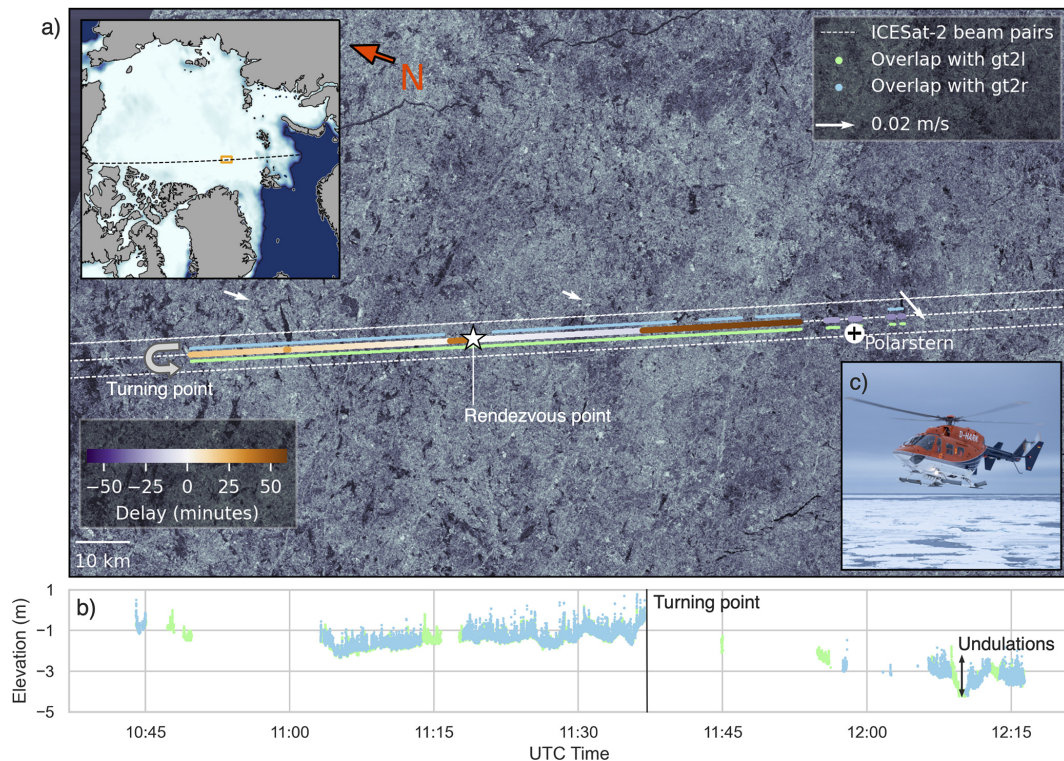 a)
N
ICESat-2 beam pairs
Overlap with gt2l
Overlap with gt2r
0.02 m/s
Polarstern
Turning point
Rendezvous point
−50 −25 0 25 50
Delay (minutes)
10 km
c)
D-HARK
b)
Turning point
Undulations
Elevation (m)
1
−1
−3
−5
10:45 11:00 11:15 11:30 11:45 12:00 12:15
UTC Time